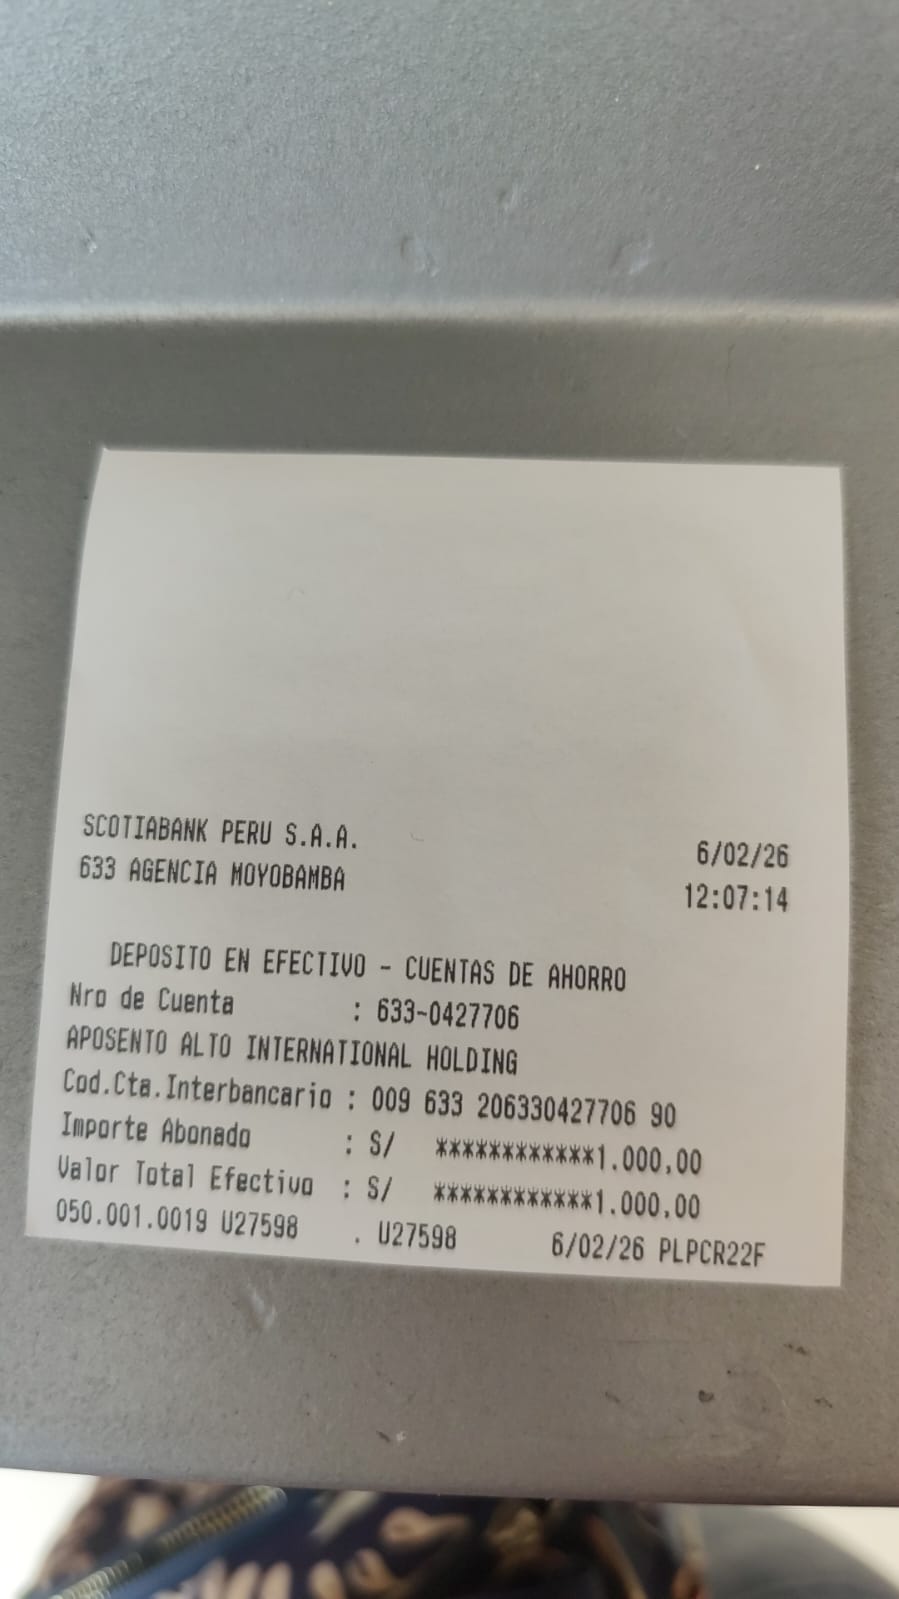 SCOTIABANK PERU S.A.A. 6/02/26
633 AGENCIA MOYOBAMBA 12:07:14
DEPOSITO EN EFECTIVO - CUENTAS DE AHORRO
Nro de Cuenta : 633-0427706
APOSENTO ALTO INTERNATIONAL HOLDING
Cod.Cta.Interbancario : 009 633 206330427706 90
Importe Abonado : S/ ************1.000,00
Valor Total Efectivo : S/ ************1.000,00
050.001.0019 U27598 . U27598 6/02/26 PLPCR22F